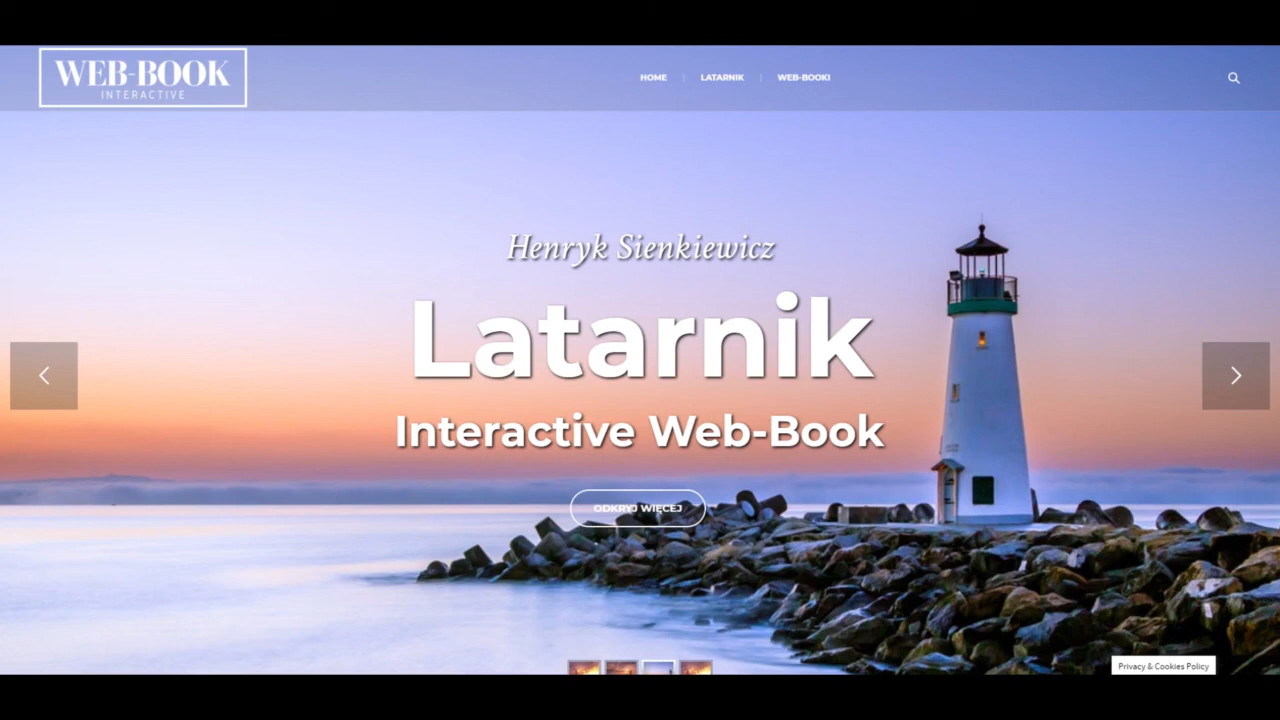 WEB-BOOK
INTERACTIVE
HOME
LATARNIK
WEB-BOOKI
Henryk Sienkiewicz
Latarnik
Interactive Web-Book
ODKRYJ WIĘCEJ
Privacy & Cookies Policy